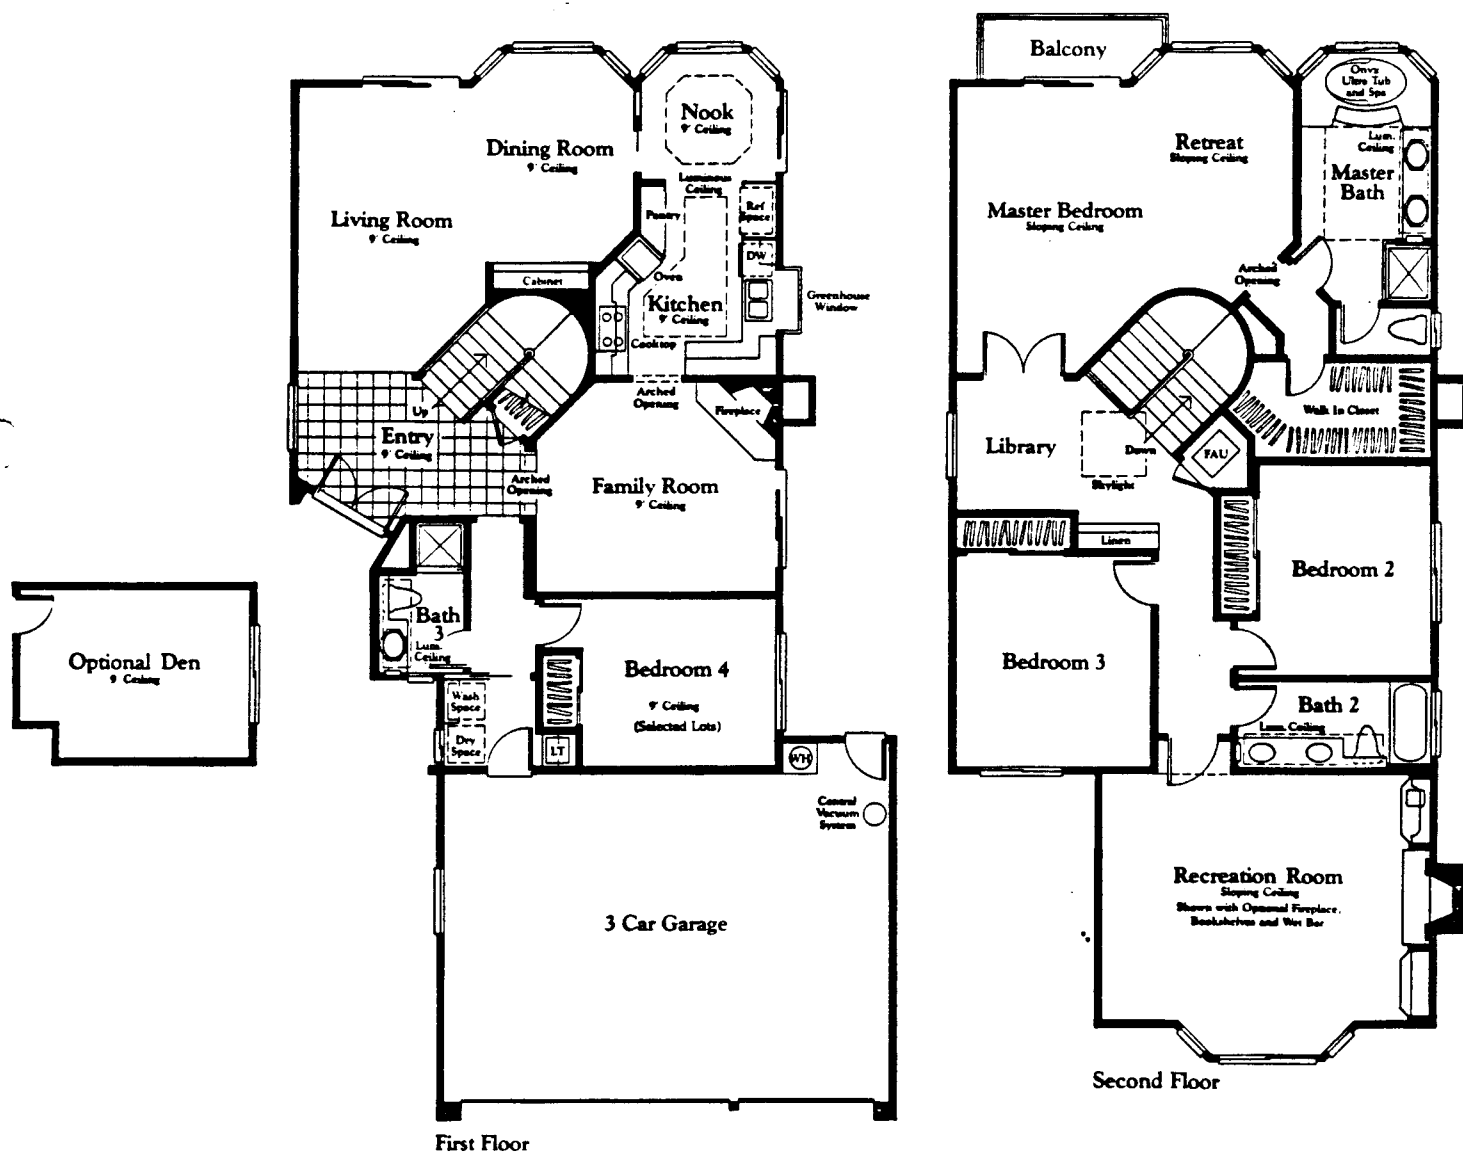 Dining Room
9' Ceiling
Nook
9' Ceiling
Luminous
Ceiling
Living Room
9' Ceiling
Pantry
Ref
Space
DW
Oven
Cabinet
Kitchen
9' Ceiling
Greenhouse
Window
Cooktop
Arched
Opening
Fireplace
Up
Entry
9' Ceiling
Arched
Opening
Family Room
9' Ceiling
Bath
3
Lum.
Ceiling
Optional Den
9' Ceiling
Bedroom 4
9' Ceiling
(Selected Lots)
Wash
Space
Dry
Space
LT
WH
Central
Vacuum
System
3 Car Garage
First Floor
Balcony
Onyx
Ultra Tub
and Spa
Retreat
Sloping Ceiling
Lum.
Ceiling
Master
Bath
Master Bedroom
Sloping Ceiling
Arched
Opening
Walk In Closet
Library
Down
FAU
Skylight
Linen
Bedroom 2
Bedroom 3
Bath 2
Lum. Ceiling
Recreation Room
Sloping Ceiling
Shown with Optional Fireplace,
Bookshelves and Wet Bar
Second Floor